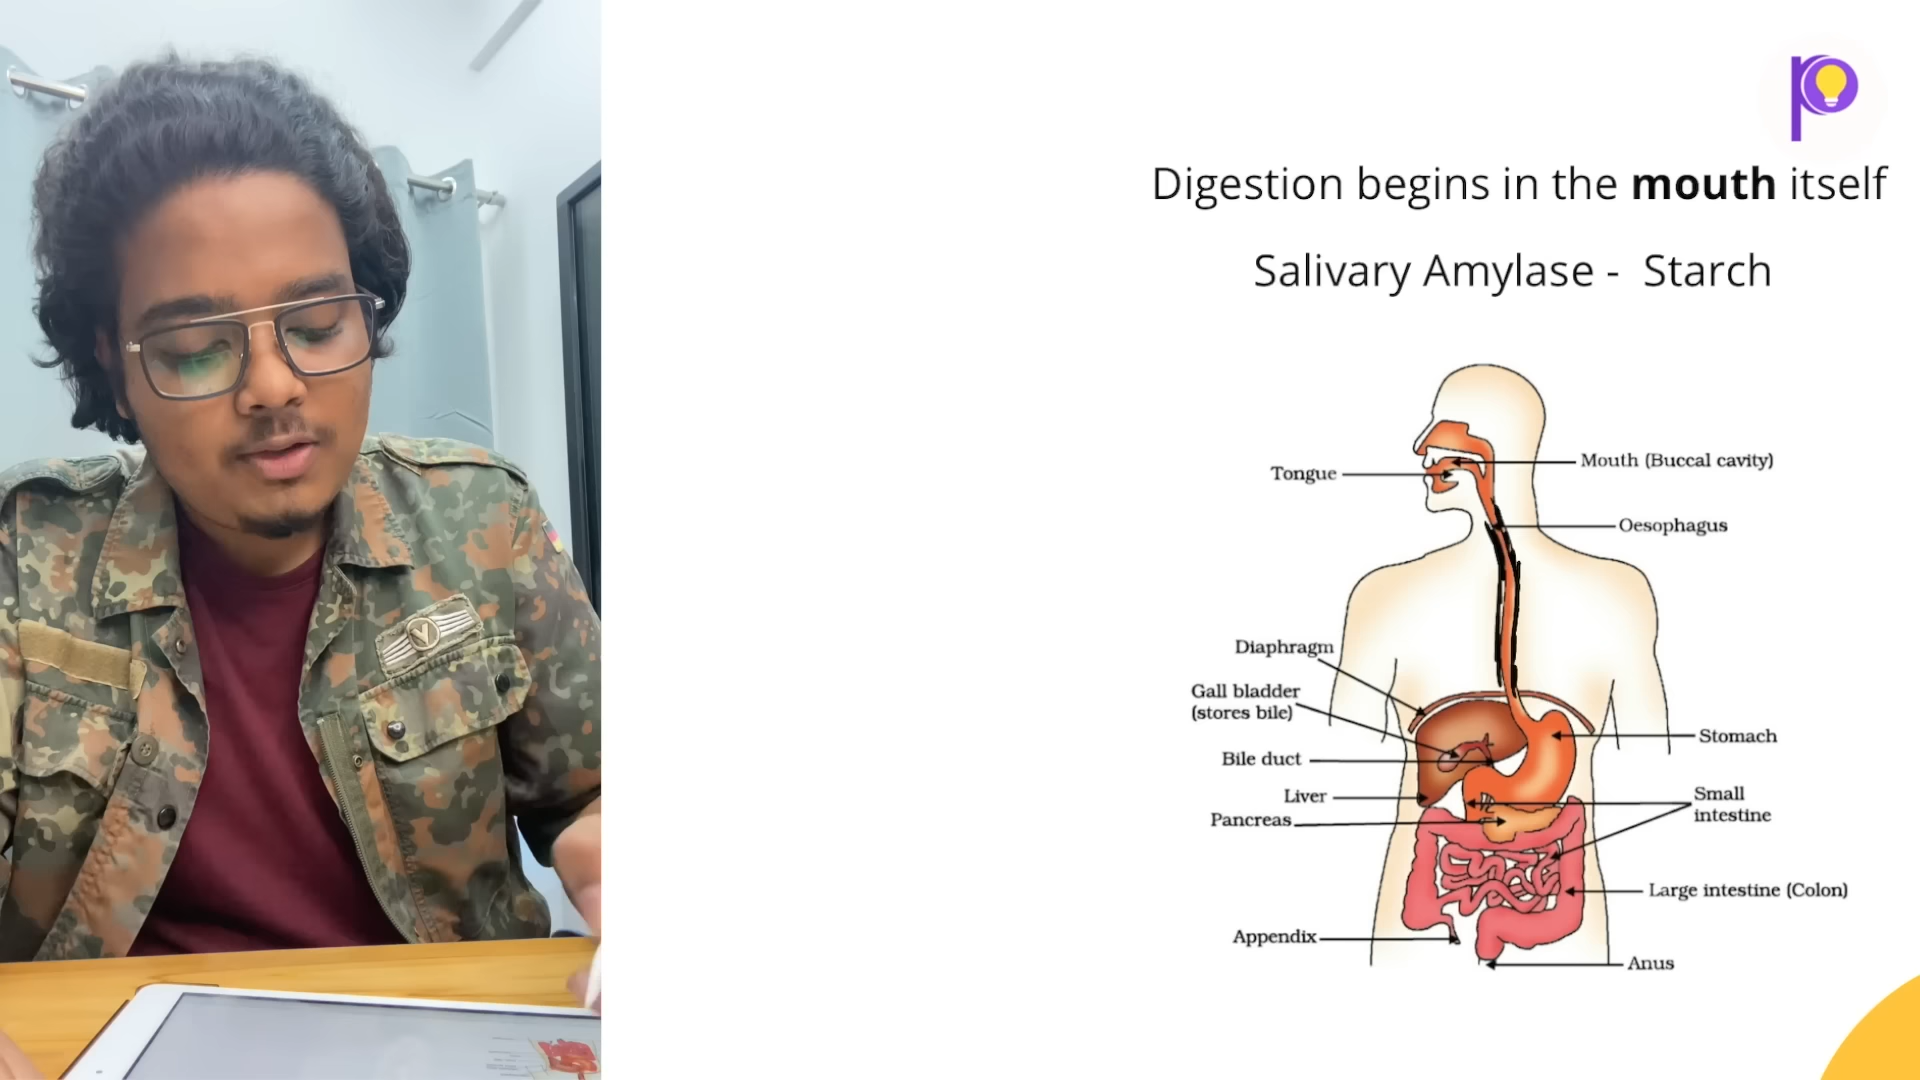 Digestion begins in the mouth itself
Salivary Amylase - Starch
Mouth (Buccal cavity)
Tongue
Oesophagus
Diaphragm
Gall bladder
(stores bile)
Stomach
Bile duct
Liver
Small
intestine
Pancreas
Large intestine (Colon)
Appendix
Anus